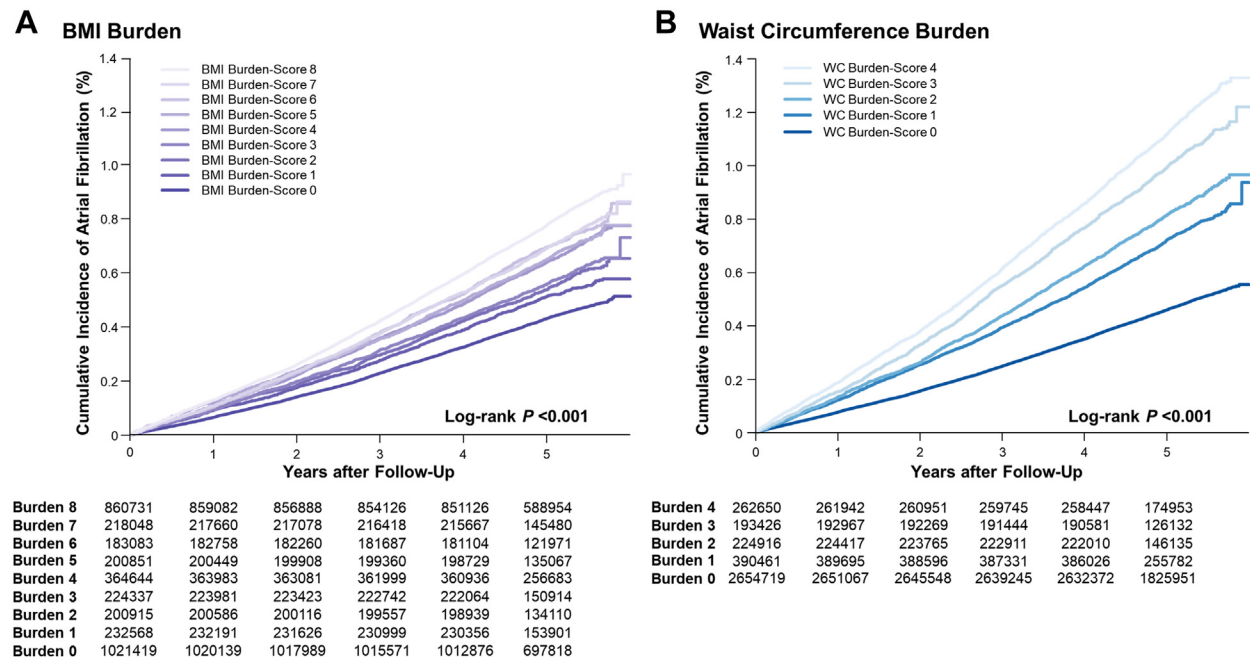 A BMI Burden
Cumulative Incidence of Atrial Fibrillation (%)
1.4
1.2
1.0
0.8
0.6
0.4
0.2
0
BMI Burden-Score 8
BMI Burden-Score 7
BMI Burden-Score 6
BMI Burden-Score 5
BMI Burden-Score 4
BMI Burden-Score 3
BMI Burden-Score 2
BMI Burden-Score 1
BMI Burden-Score 0
Log-rank P <0.001
0 1 2 3 4 5
Years after Follow-Up
Burden 8 860731 859082 856888 854126 851126 588954
Burden 7 218048 217660 217078 216418 215667 145480
Burden 6 183083 182758 182260 181687 181104 121971
Burden 5 200851 200449 199908 199360 198729 135067
Burden 4 364644 363983 363081 361999 360936 256683
Burden 3 224337 223981 223423 222742 222064 150914
Burden 2 200915 200586 200116 199557 198939 134110
Burden 1 232568 232191 231626 230999 230356 153901
Burden 0 1021419 1020139 1017989 1015571 1012876 697818
B Waist Circumference Burden
Cumulative Incidence of Atrial Fibrillation (%)
1.4
1.2
1.0
0.8
0.6
0.4
0.2
0
WC Burden-Score 4
WC Burden-Score 3
WC Burden-Score 2
WC Burden-Score 1
WC Burden-Score 0
Log-rank P <0.001
0 1 2 3 4 5
Years after Follow-Up
Burden 4 262650 261942 260951 259745 258447 174953
Burden 3 193426 192967 192269 191444 190581 126132
Burden 2 224916 224417 223765 222911 222010 146135
Burden 1 390461 389695 388596 387331 386026 255782
Burden 0 2654719 2651067 2645548 2639245 2632372 1825951